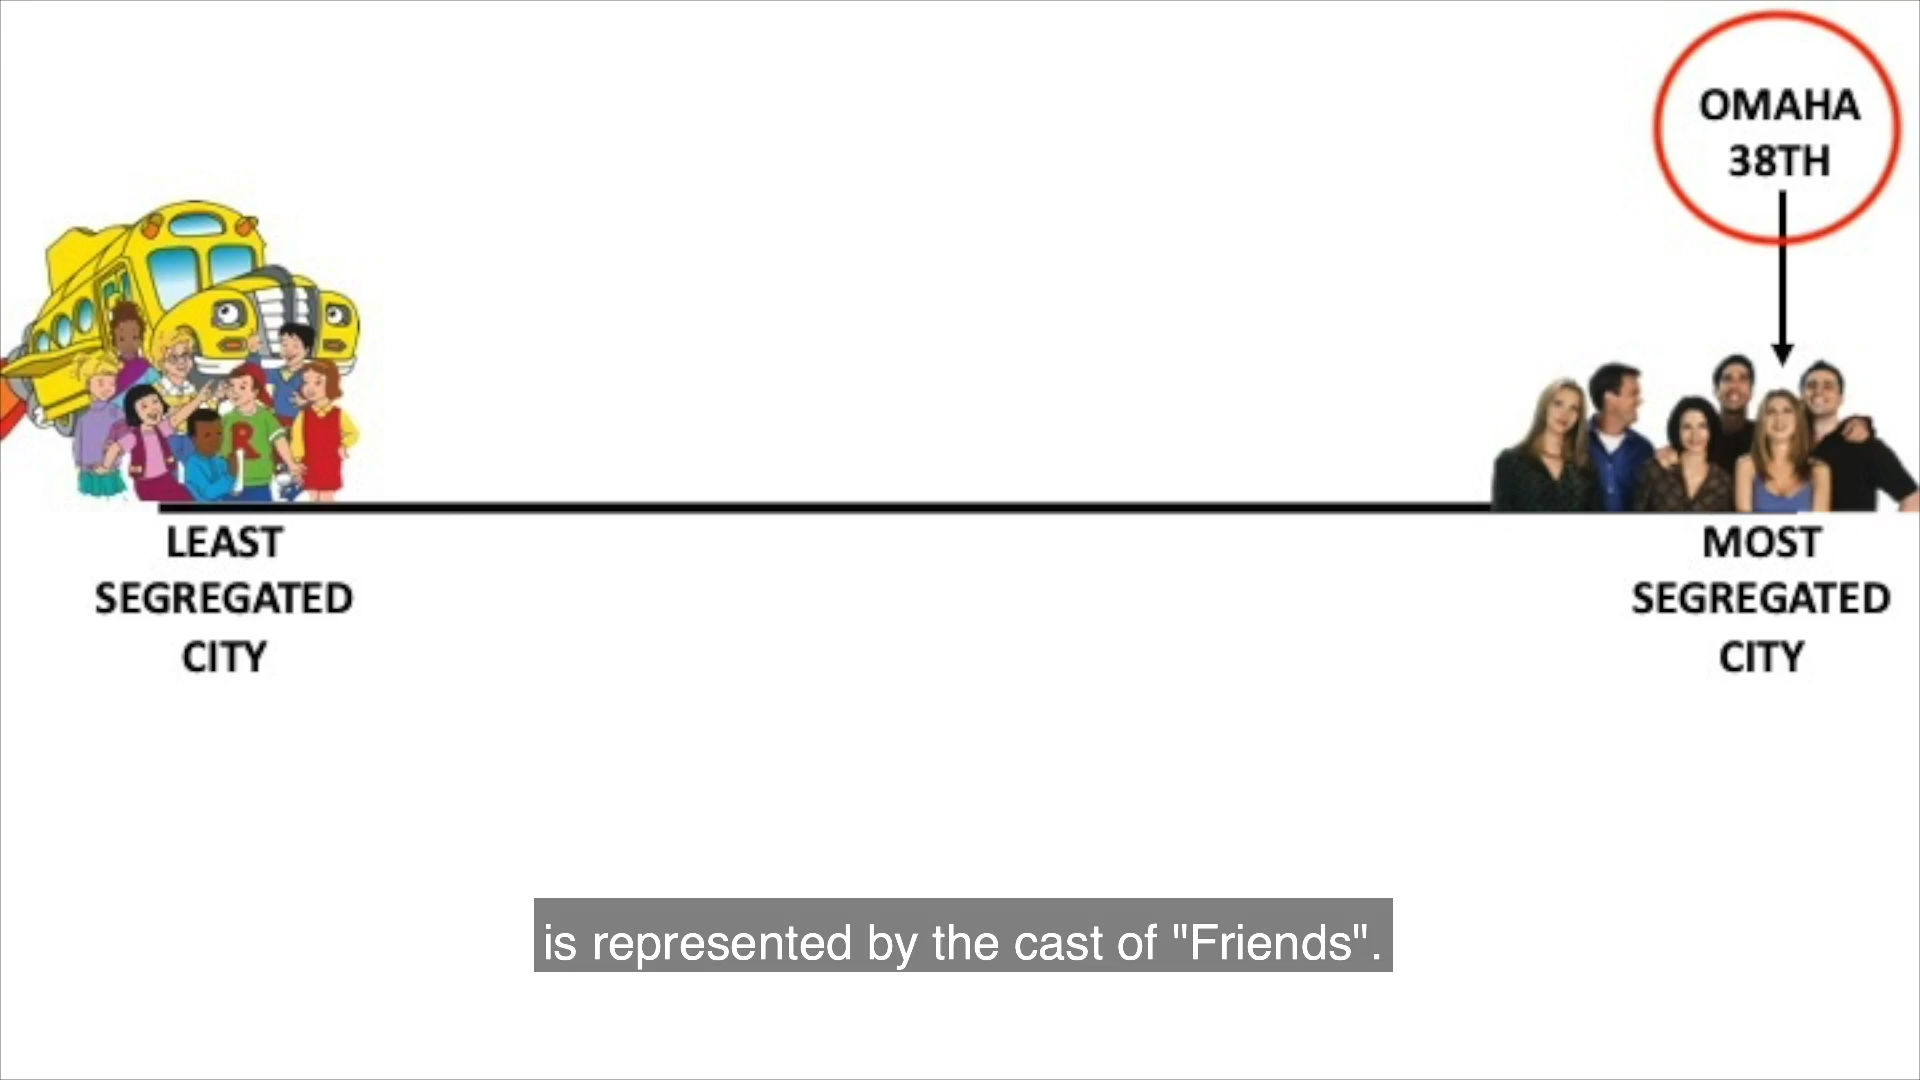 OMAHA
38TH
R
LEAST
SEGREGATED
CITY
MOST
SEGREGATED
CITY
is represented by the cast of "Friends".